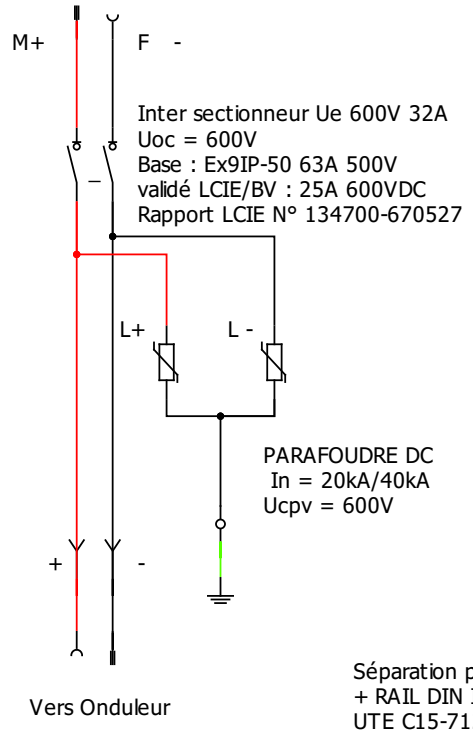 M+
F -
Inter sectionneur Ue 600V 32A
Uoc = 600V
Base : Ex9IP-50 63A 500V
validé LCIE/BV : 25A 600VDC
Rapport LCIE N° 134700-670527
L+
L -
PARAFOUDRE DC
In = 20kA/40kA
Ucpv = 600V
+
-
Vers Onduleur
Séparation
+ RAIL DIN
UTE C15-71